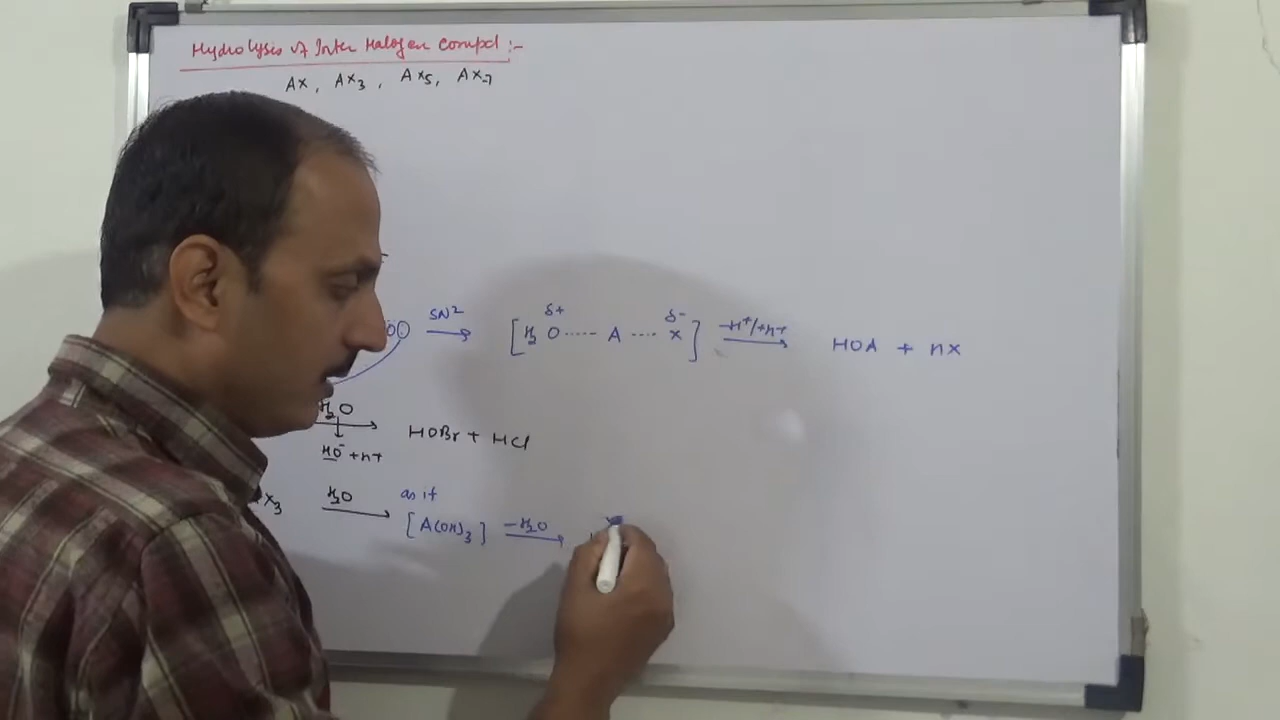 Hydrolysis of Inter Halogen Compd :-
AX, AX3, AX5, AX7
SN2 [H2O δ+ ····· A ···· X δ-] -H+/+H+ HOA + HX
H2O
HO- + H+
HOBr + HCl
X3 H2O as if
[A(OH)3] -H2O